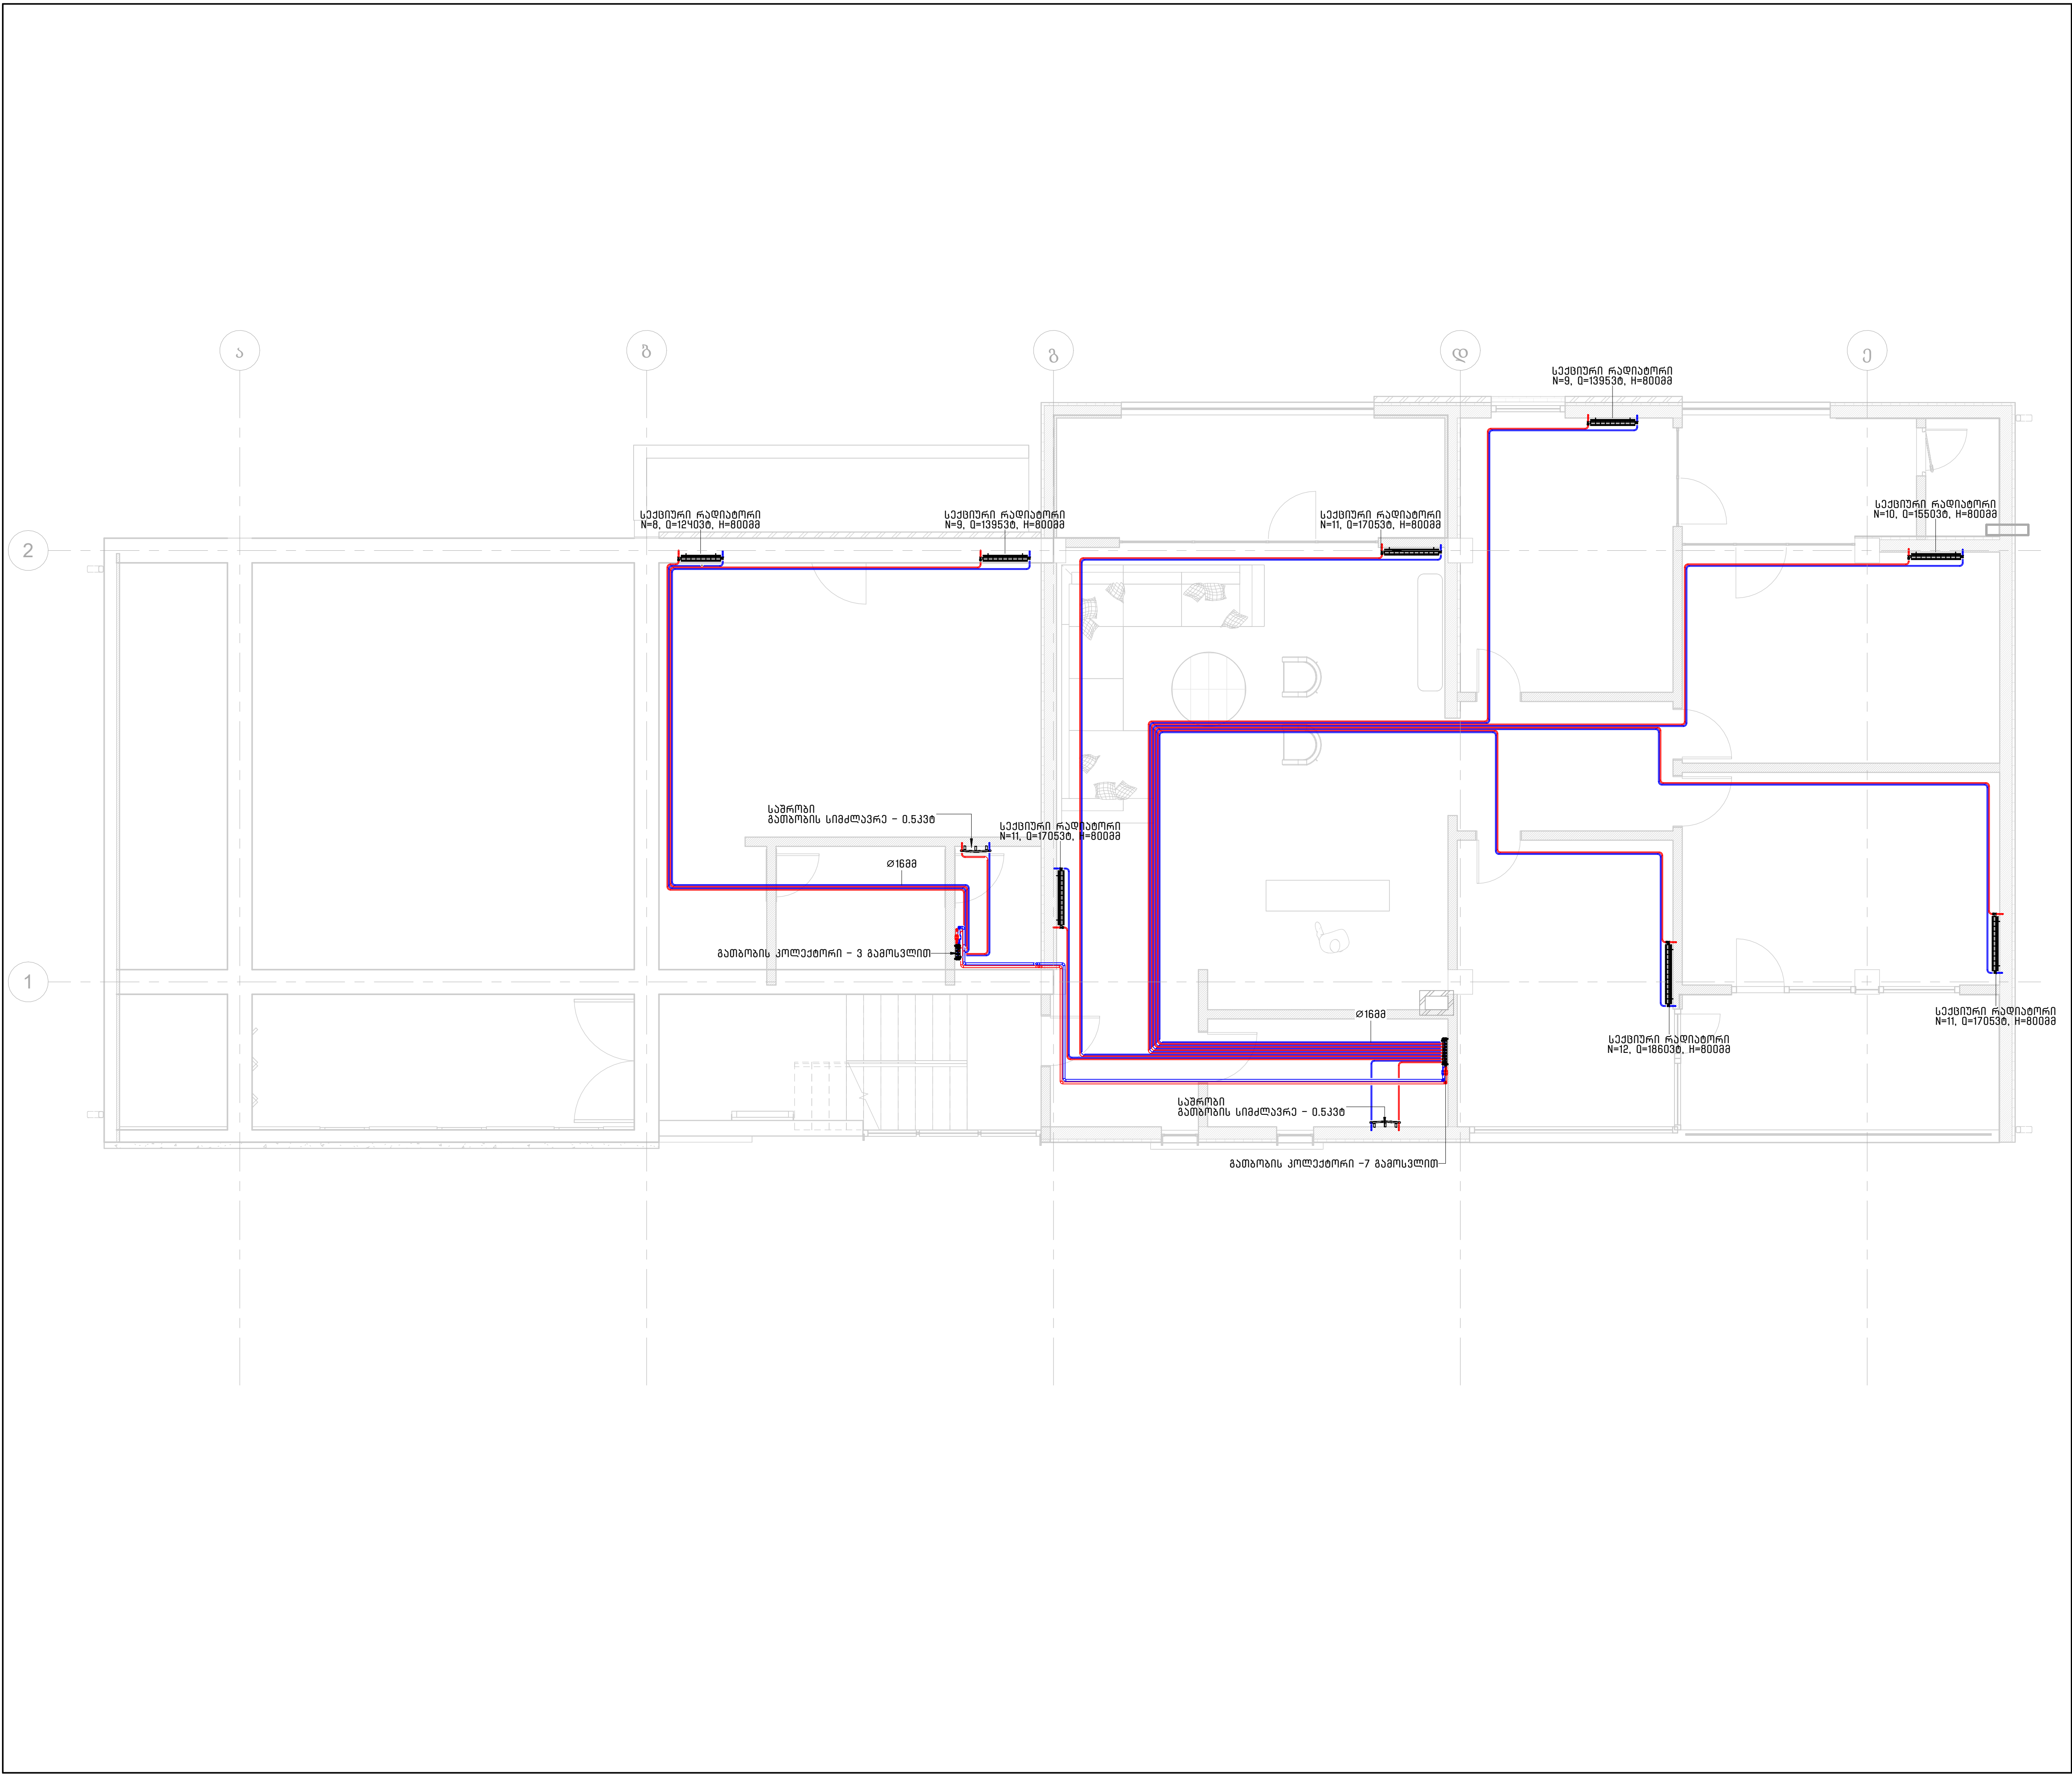 ა
ბ
გ
დ
ე
სექციური რადიატორი
N=9, Q=1395ვტ, H=800მმ
სექციური რადიატორი
N=8, Q=1240ვტ, H=800მმ
სექციური რადიატორი
N=9, Q=1395ვტ, H=800მმ
სექციური რადიატორი
N=11, Q=1705ვტ, H=800მმ
სექციური რადიატორი
N=10, Q=1550ვტ, H=800მმ
2
საშრობი
გათბობის სიმძლავრე - 0.5კვტ
სექციური რადიატორი
N=11, Q=1705ვტ, H=800მმ
Ø16მმ
გათბობის კოლექტორი - 3 გამოსვლით
1
Ø16მმ
სექციური რადიატორი
N=11, Q=1705ვტ, H=800მმ
სექციური რადიატორი
N=12, Q=1860ვტ, H=800მმ
საშრობი
გათბობის სიმძლავრე - 0.5კვტ
გათბობის კოლექტორი -7 გამოსვლით